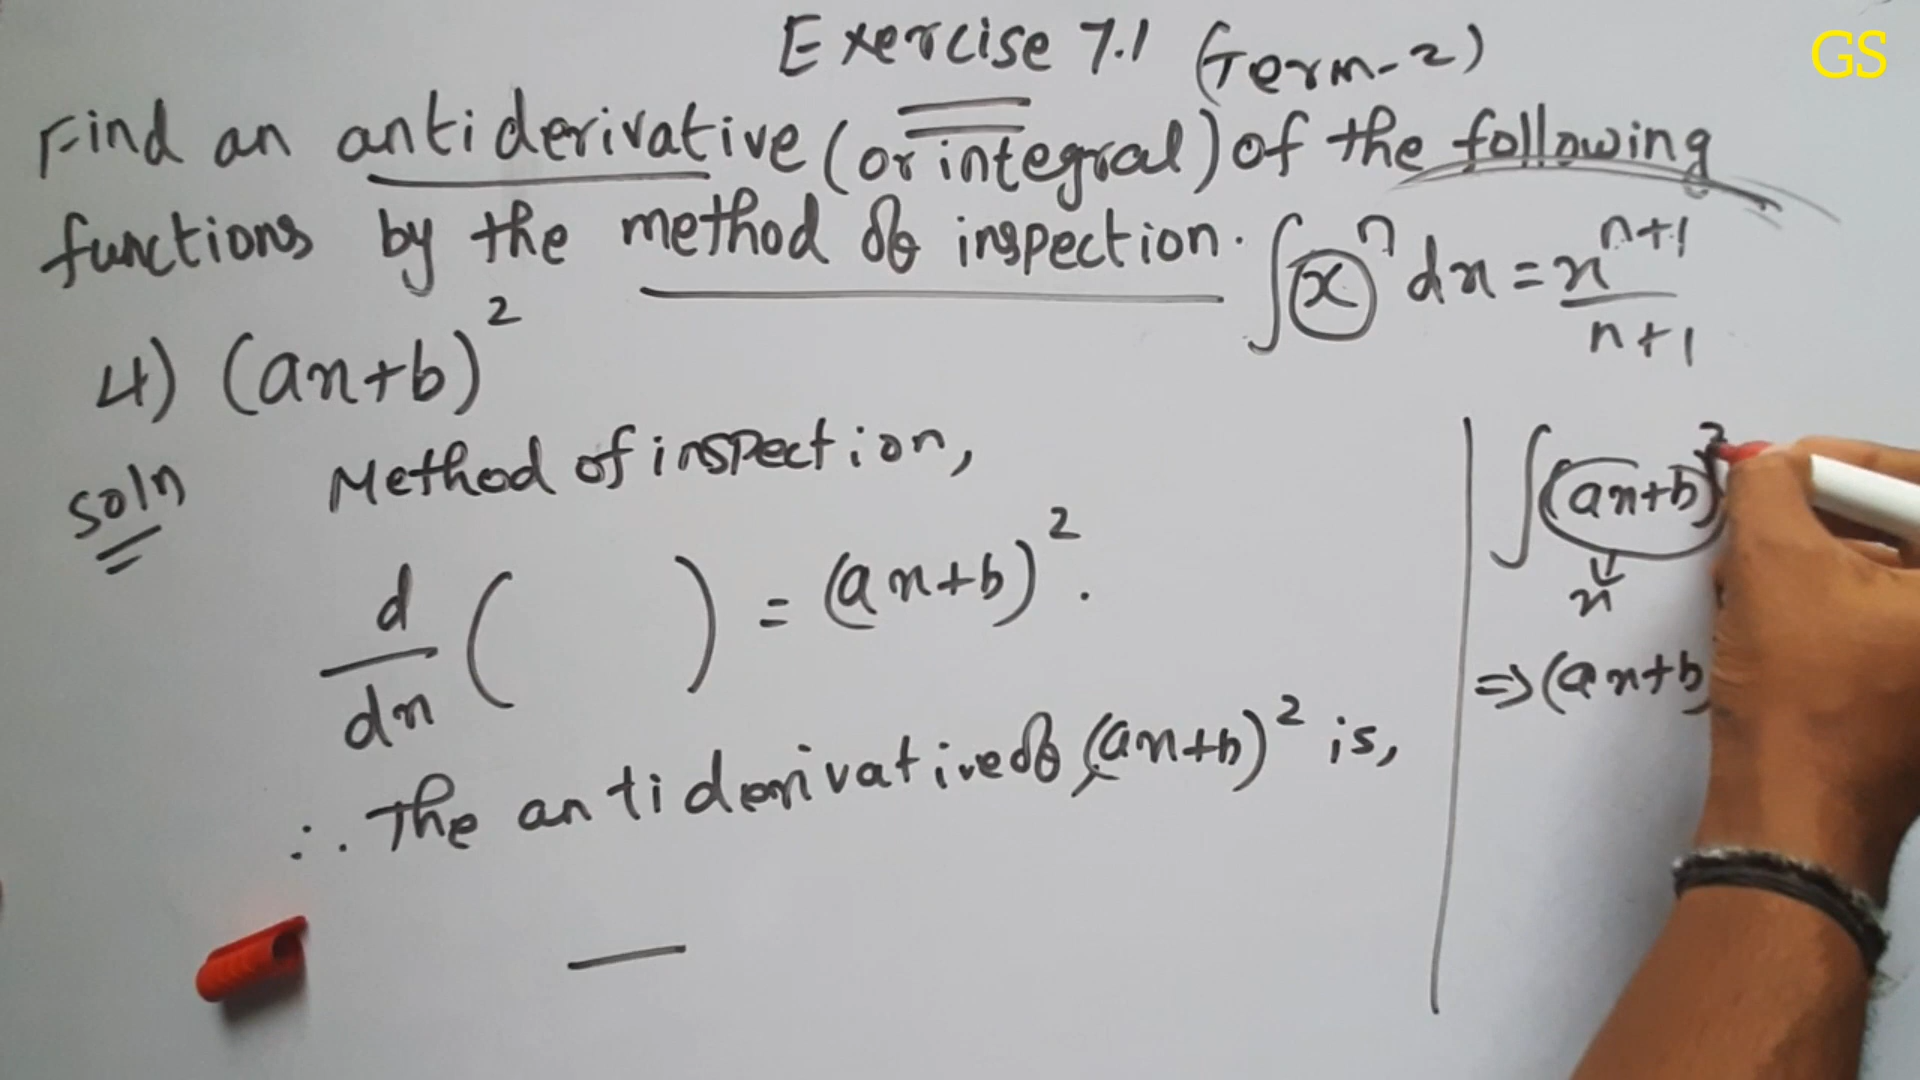 GS
Exercise 7.1 (Term-2)
Find an antiderivative (or integral) of the following
functions by the method of inspection.
∫x^n dx = x^(n+1)/(n+1)
4) (ax+b)²
soln Method of inspection,
d/dx ( ) = (ax+b)².
∴ The antiderivative of (ax+b)² is,
∫(ax+b)²
x
⇒ (ax+b